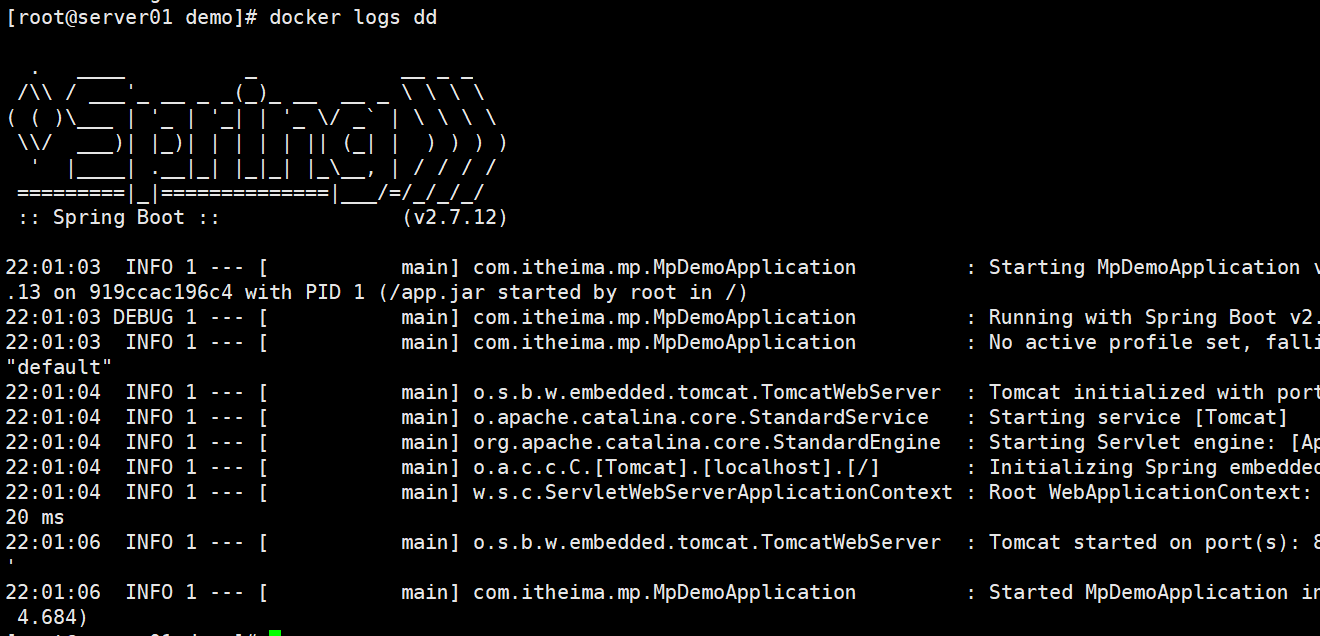 [root@server01 demo]# docker logs dd
  .   ____          _            __ _ _
 /\\ / ___'_ __ _ _(_)_ __  __ _ \ \ \ \
( ( )\___ | '_ | '_| | '_ \/ _` | \ \ \ \
 \\/  ___)| |_)| | | | | || (_| |  ) ) ) )
  '  |____| .__|_| |_|_| |_\__, | / / / /
 =========|_|==============|___/=/_/_/_/
 :: Spring Boot ::               (v2.7.12)
22:01:03  INFO 1 --- [           main] com.itheima.mp.MpDemoApplication         : Starting MpDemoApplication v
.13 on 919ccac196c4 with PID 1 (/app.jar started by root in /)
22:01:03 DEBUG 1 --- [           main] com.itheima.mp.MpDemoApplication         : Running with Spring Boot v2.
22:01:03  INFO 1 --- [           main] com.itheima.mp.MpDemoApplication         : No active profile set, falli
"default"
22:01:04  INFO 1 --- [           main] o.s.b.w.embedded.tomcat.TomcatWebServer  : Tomcat initialized with port
22:01:04  INFO 1 --- [           main] o.apache.catalina.core.StandardService   : Starting service [Tomcat]
22:01:04  INFO 1 --- [           main] org.apache.catalina.core.StandardEngine  : Starting Servlet engine: [Ap
22:01:04  INFO 1 --- [           main] o.a.c.c.C.[Tomcat].[localhost].[/]       : Initializing Spring embedded
22:01:04  INFO 1 --- [           main] w.s.c.ServletWebServerApplicationContext : Root WebApplicationContext:
20 ms
22:01:06  INFO 1 --- [           main] o.s.b.w.embedded.tomcat.TomcatWebServer  : Tomcat started on port(s): 8
'
22:01:06  INFO 1 --- [           main] com.itheima.mp.MpDemoApplication         : Started MpDemoApplication in
 4.684)